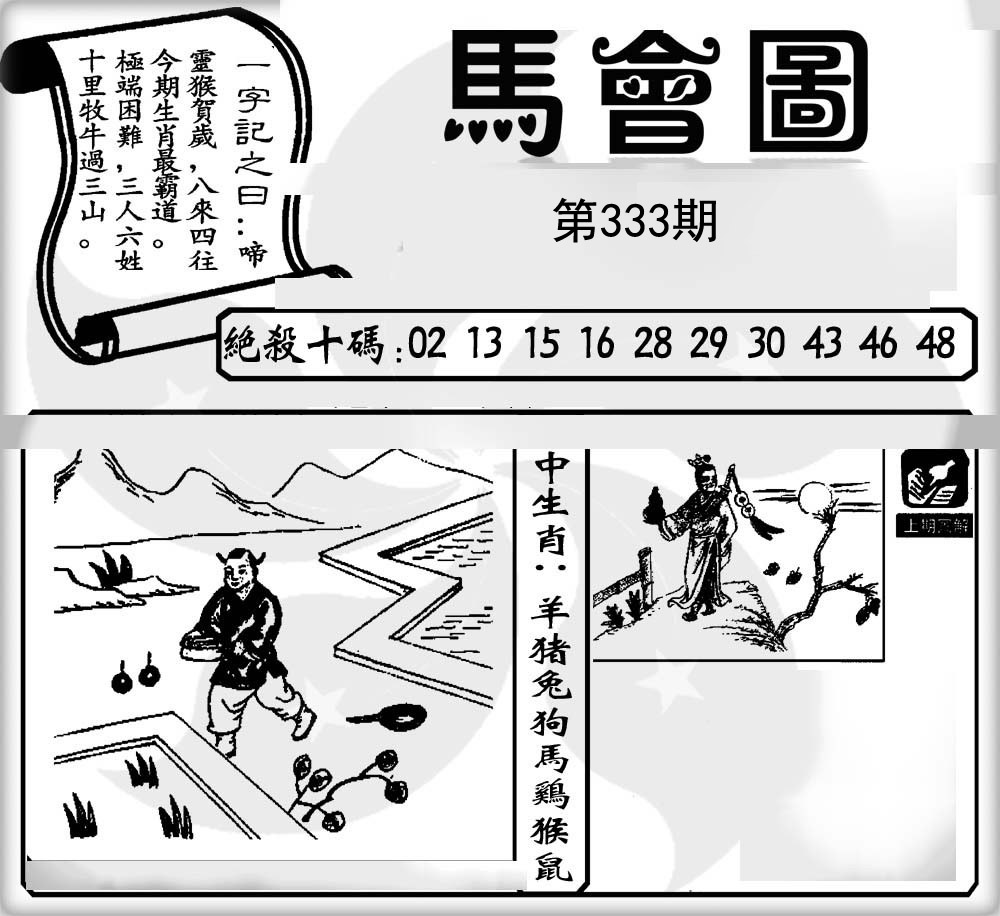 馬會圖
第333期
一字記之曰：啼
靈猴賀歲，八來四往
今期生肖最霸道。
極端困難，三人六姓
十里牧牛過三山。
絕殺十碼:02 13 15 16 28 29 30 43 46 48
中生肖：羊猪兔狗馬鷄猴鼠
上期图解